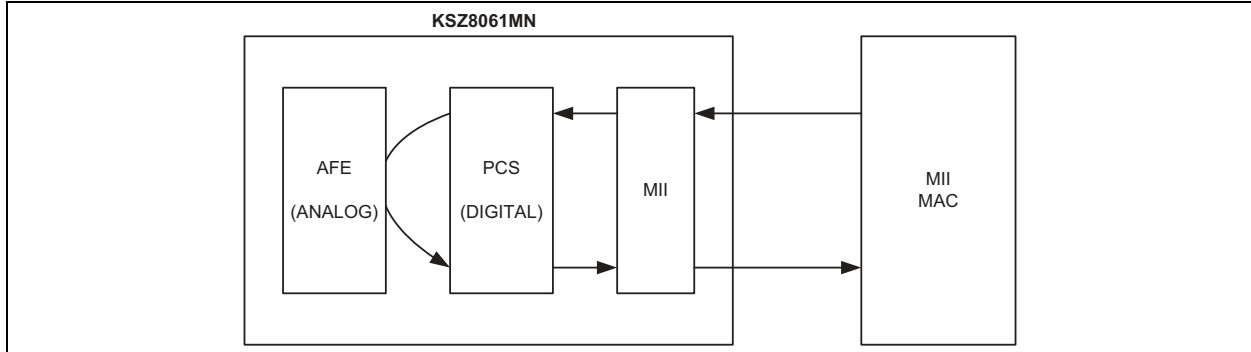 KSZ8061MN
AFE
(ANALOG)
PCS
(DIGITAL)
MII
MII
MAC